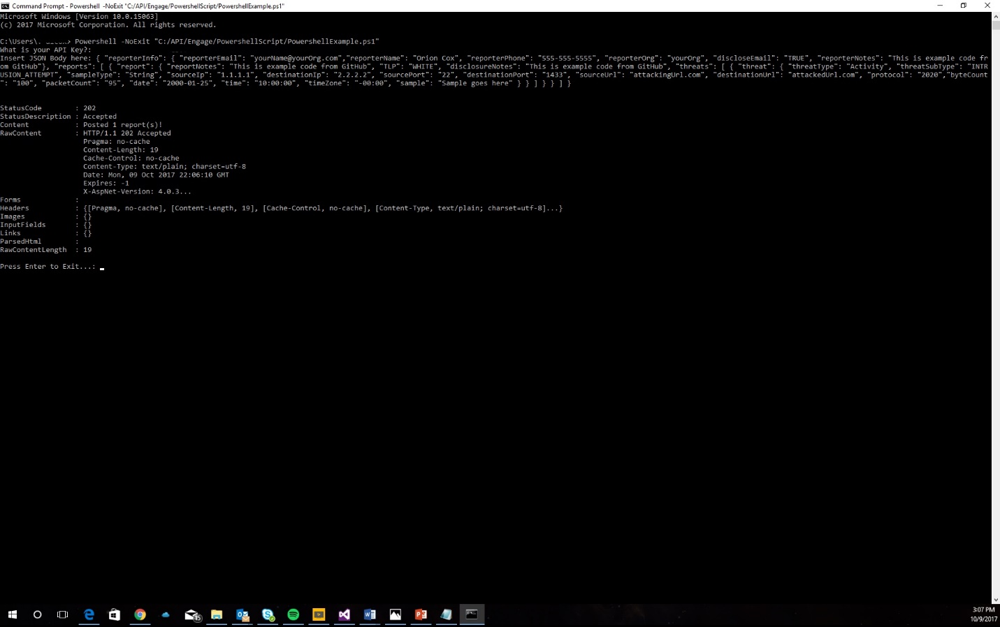 Command Prompt - Powershell -NoExit "C:/API/Engage/PowershellScript/PowershellExample.ps1"
Microsoft Windows [Version 10.0.15063]
(c) 2017 Microsoft Corporation. All rights reserved.
C:\Users\. > Powershell -NoExit "C:/API/Engage/PowershellScript/PowershellExample.ps1"
What is your API Key?:
Insert JSON Body here: { "reporterInfo": { "reporterEmail": "yourName@yourOrg.com","reporterName": "Orion Cox", "reporterPhone": "555-555-5555", "reporterOrg": "yourOrg", "discloseEmail": "TRUE", "reporterNotes": "This is example code fr
om GitHub"}, "reports": [ { "report": { "reportNotes": "This is example code from GitHub", "TLP": "WHITE", "disclosureNotes": "This is example code from GitHub", "threats": [ { "threat": { "threatType": "Activity", "threatSubType": "INTR
USION_ATTEMPT", "sampleType": "String", "sourceIp": "1.1.1.1", "destinationIp": "2.2.2.2", "sourcePort": "22", "destinationPort": "1433", "sourceUrl": "attackingUrl.com", "destinationUrl": "attackedUrl.com", "protocol": "2020","byteCount
": "100", "packetCount": "95", "date": "2000-01-25", "time": "10:00:00", "timeZone": "-00:00", "sample": "Sample goes here" } } ] } } ] }
StatusCode : 202
StatusDescription : Accepted
Content : Posted 1 report(s)!
RawContent : HTTP/1.1 202 Accepted
Pragma: no-cache
Content-Length: 19
Cache-Control: no-cache
Content-Type: text/plain; charset=utf-8
Date: Mon, 09 Oct 2017 22:06:10 GMT
Expires: -1
X-AspNet-Version: 4.0.3...
Forms :
Headers : {[Pragma, no-cache], [Content-Length, 19], [Cache-Control, no-cache], [Content-Type, text/plain; charset=utf-8]...}
Images : {}
InputFields : {}
Links : {}
ParsedHtml :
RawContentLength : 19
Press Enter to Exit...: _
15
3:07 PM
10/9/2017